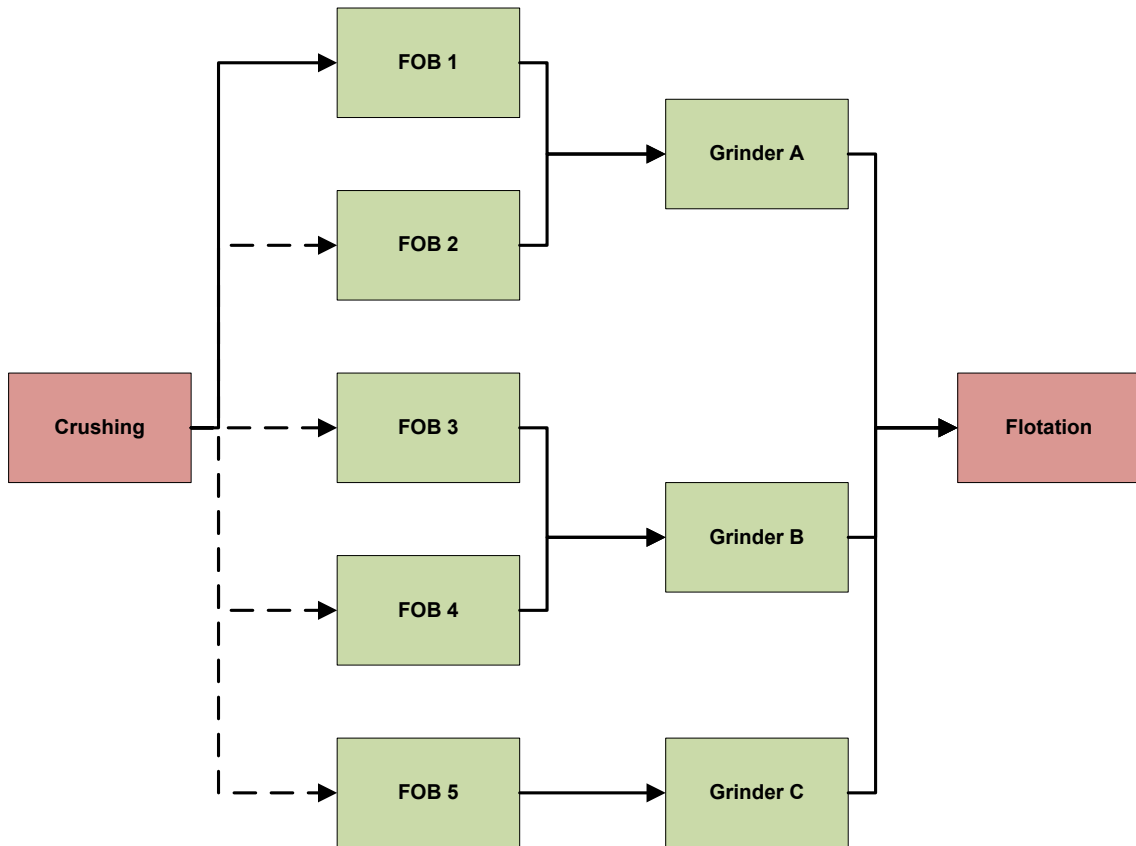 FOB 1
Grinder A
FOB 2
Crushing
FOB 3
Flotation
Grinder B
FOB 4
FOB 5
Grinder C